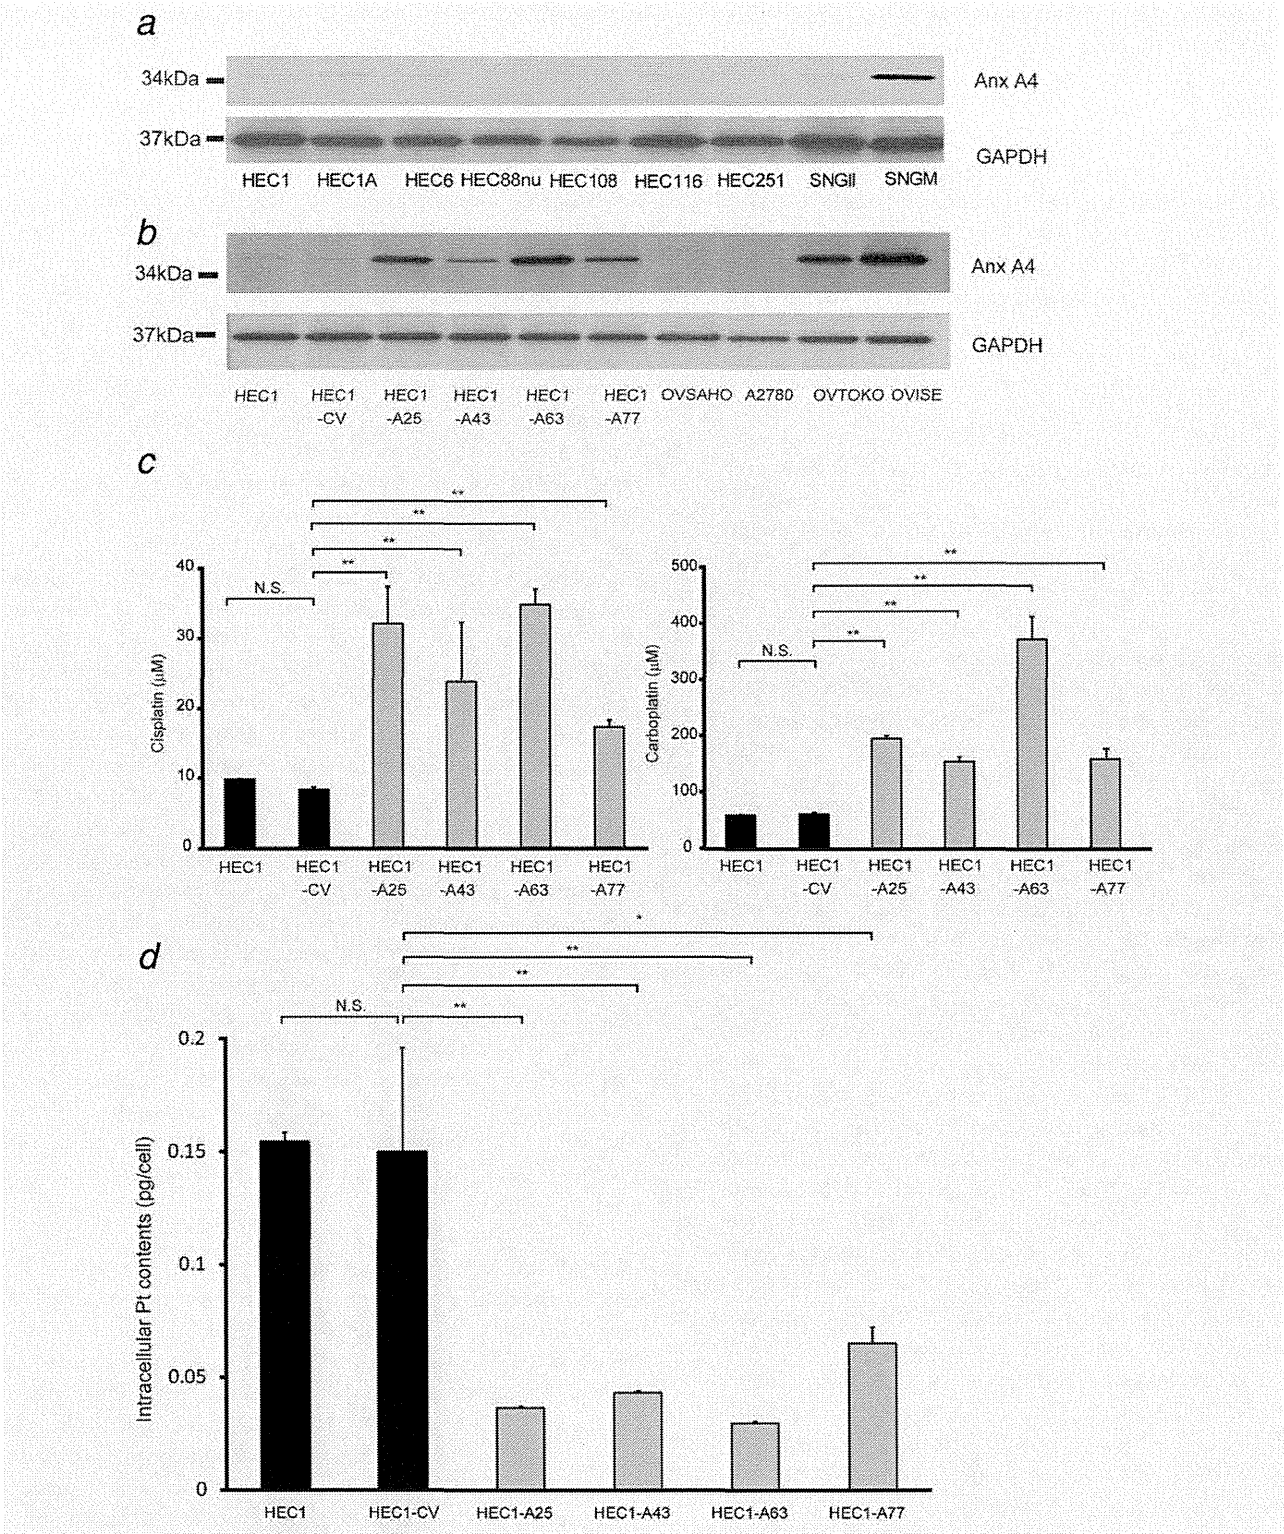 a
34kDa
Anx A4
37kDa
GAPDH
HEC1 HEC1A HEC6 HEC88nu HEC108 HEC116 HEC251 SNGII SNGM
b
34kDa
Anx A4
37kDa
GAPDH
HEC1 HEC1 HEC1 HEC1 HEC1 HEC1 OVSAHO A2780 OVTOKO OVISE
-CV -A25 -A43 -A63 -A77
c
**
**
**
**
N.S.
40
30
20
10
0
Cisplatin (μM)
HEC1 HEC1 HEC1 HEC1 HEC1 HEC1
-CV -A25 -A43 -A63 -A77
**
**
**
**
N.S.
500
400
300
200
100
0
Carboplatin (μM)
HEC1 HEC1 HEC1 HEC1 HEC1 HEC1
-CV -A25 -A43 -A63 -A77
d
*
**
**
**
N.S.
0.2
0.15
0.1
0.05
0
Intracellular Pt contents (pg/cell)
HEC1 HEC1-CV HEC1-A25 HEC1-A43 HEC1-A63 HEC1-A77